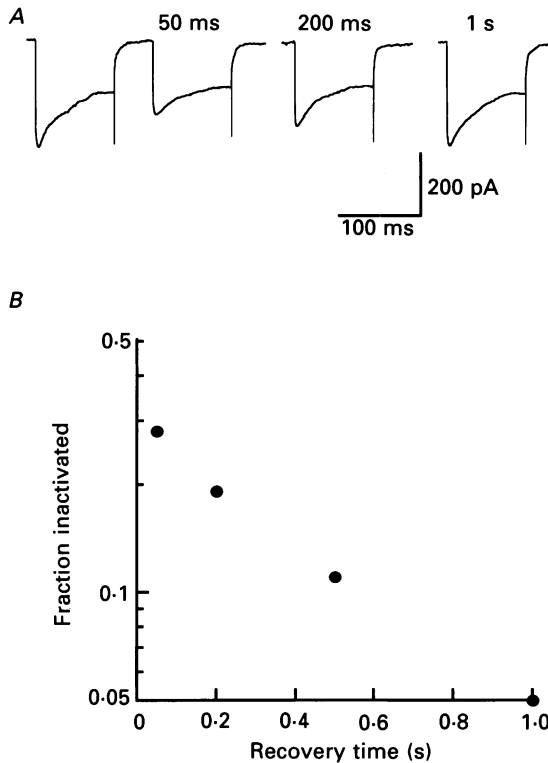 A
50 ms 200 ms 1 s
200 pA
100 ms
B
0·5
0·1
0·05
Fraction inactivated
0 0·2 0·4 0·6 0·8 1·0
Recovery time (s)